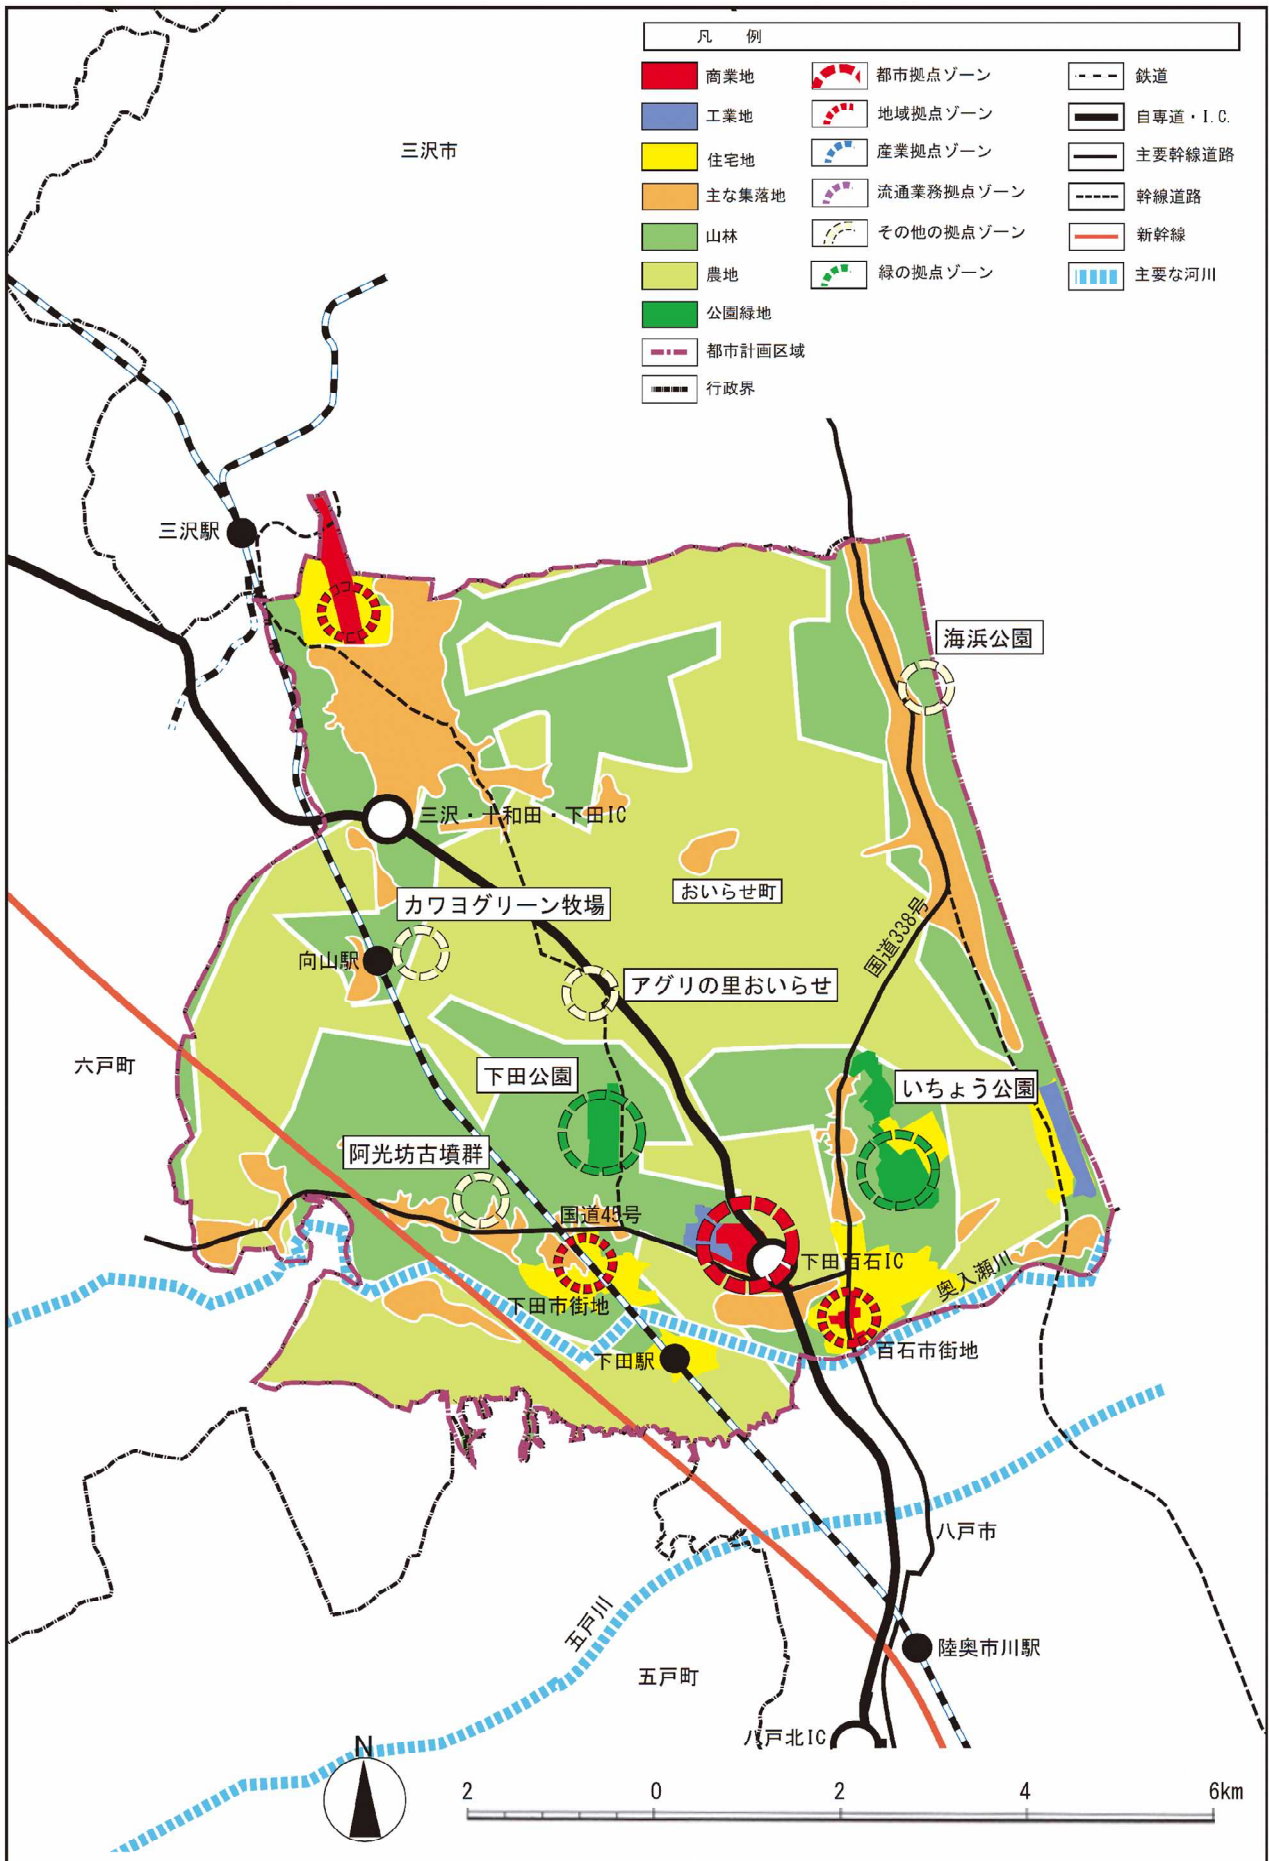 凡 例
商業地
工業地
住宅地
主な集落地
山林
農地
公園緑地
都市計画区域
行政界
都市拠点ゾーン
地域拠点ゾーン
産業拠点ゾーン
流通業務拠点ゾーン
その他の拠点ゾーン
緑の拠点ゾーン
鉄道
自専道・I.C.
主要幹線道路
幹線道路
新幹線
主要な河川
三沢市
三沢駅
海浜公園
三沢・十和田・下田IC
おいらせ町
カワヨグリーン牧場
国道338号
向山駅
アグリの里おいらせ
六戸町
下田公園
いちょう公園
阿光坊古墳群
国道45号
下田百石IC
奥入瀬川
下田市街地
百石市街地
下田駅
八戸市
五戸川
陸奥市川駅
五戸町
八戸北IC
N
2 0 2 4 6km